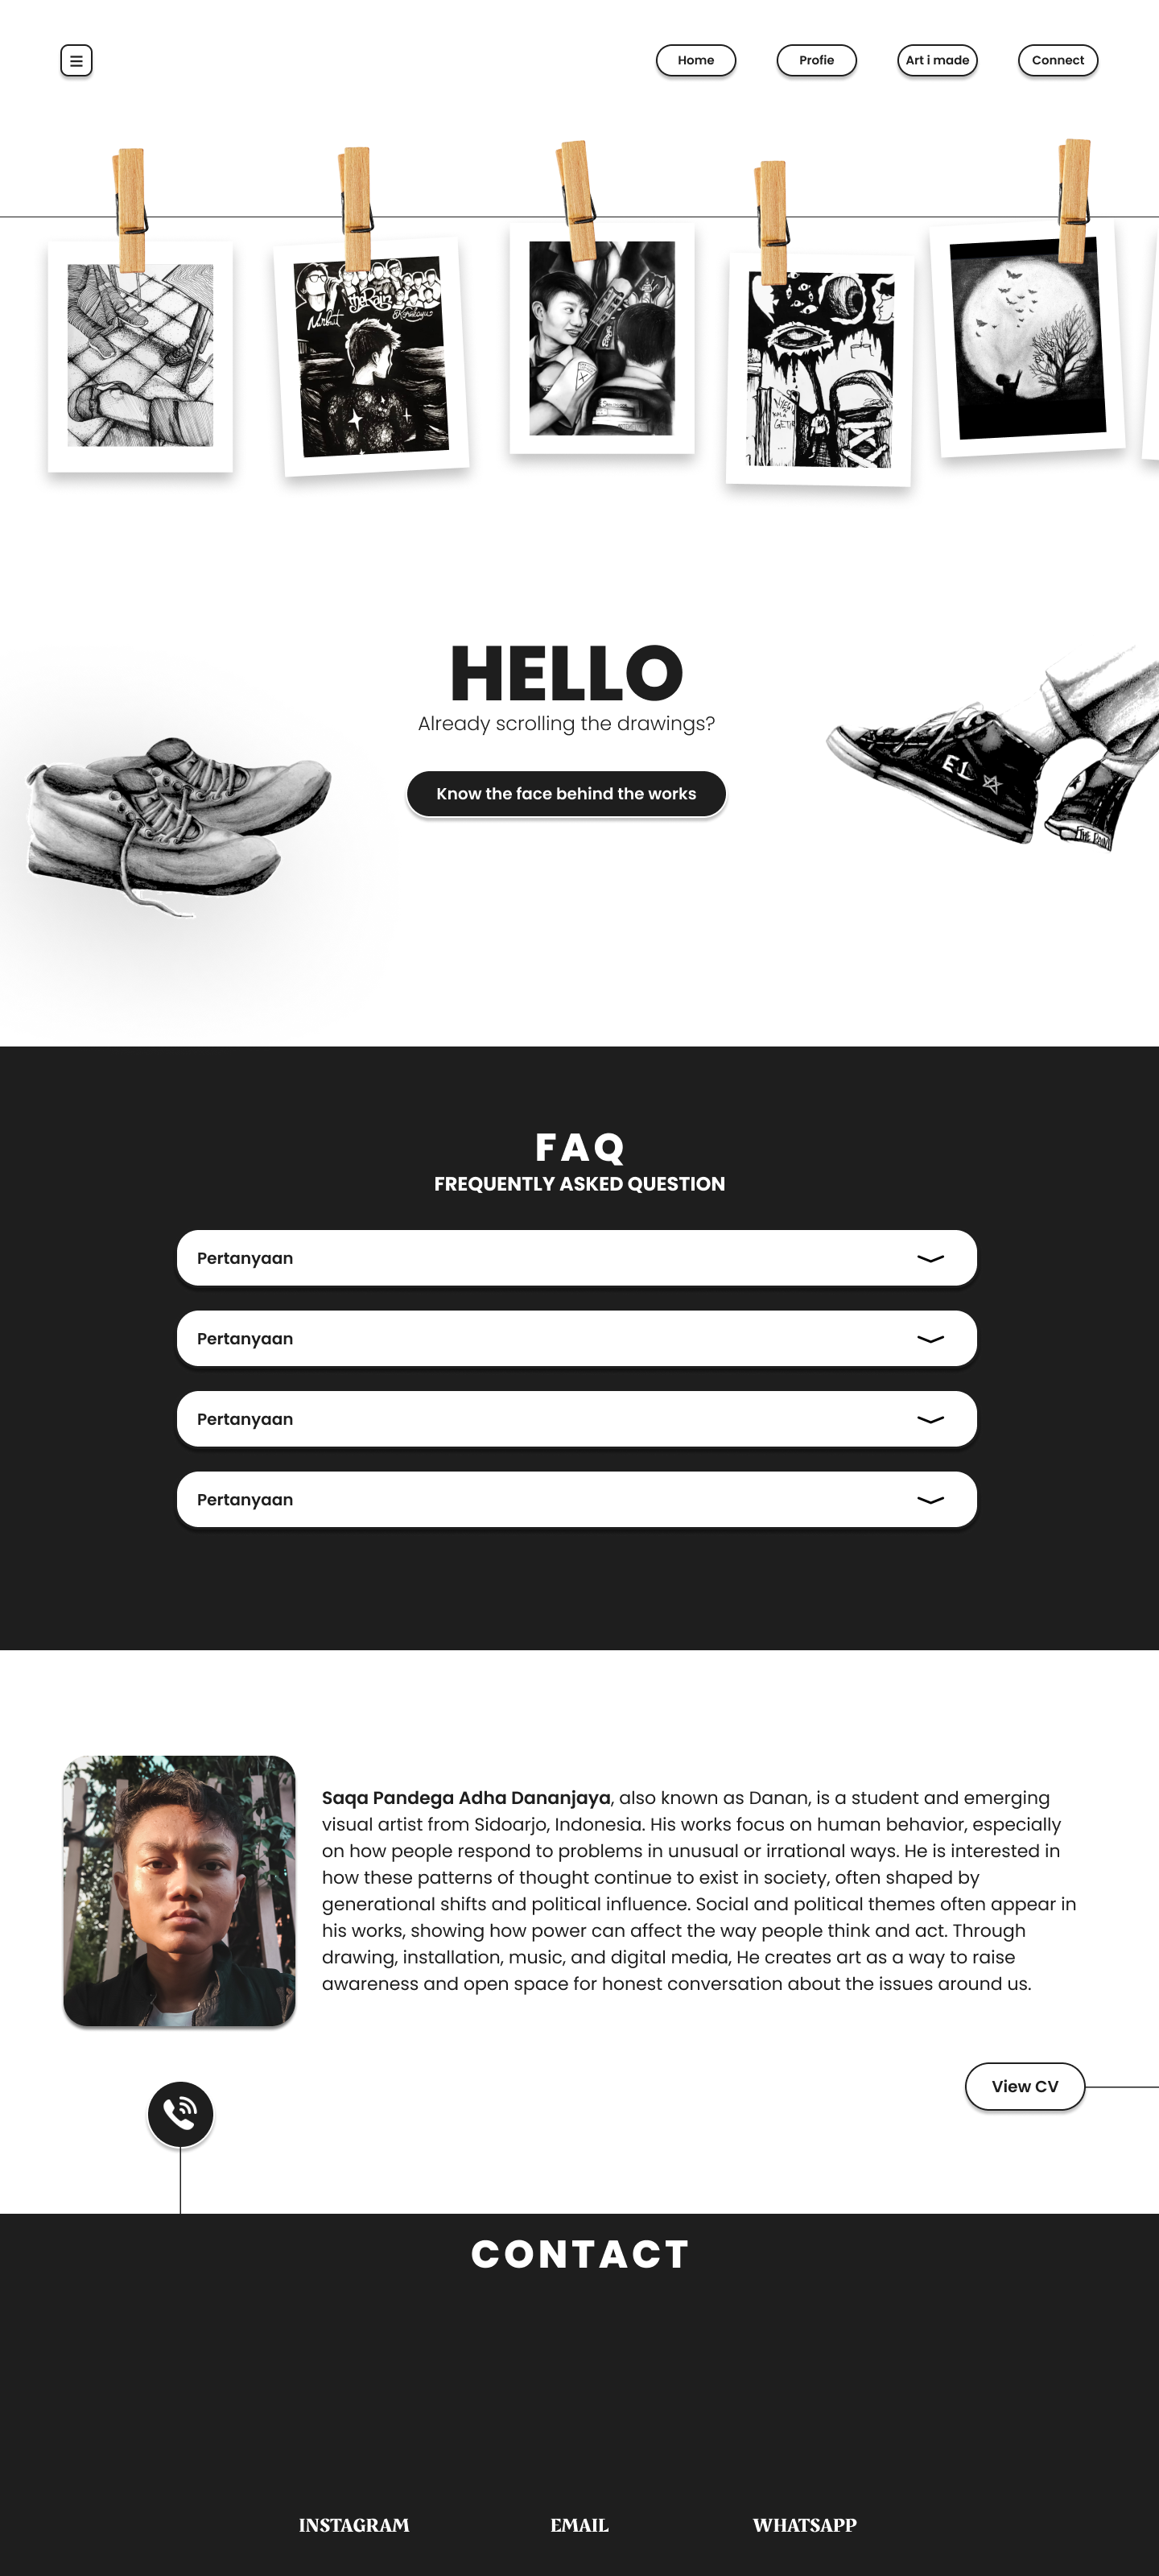 Home
Profie
Art i made
Connect
theRain
HELLO
Already scrolling the drawings?
Know the face behind the works
FAQ
FREQUENTLY ASKED QUESTION
Pertanyaan
Pertanyaan
Pertanyaan
Pertanyaan
Saqa Pandega Adha Dananjaya, also known as Danan, is a student and emerging
visual artist from Sidoarjo, Indonesia. His works focus on human behavior, especially
on how people respond to problems in unusual or irrational ways. He is interested in
how these patterns of thought continue to exist in society, often shaped by
generational shifts and political influence. Social and political themes often appear in
his works, showing how power can affect the way people think and act. Through
drawing, installation, music, and digital media, He creates art as a way to raise
awareness and open space for honest conversation about the issues around us.
View CV
CONTACT
INSTAGRAM
EMAIL
WHATSAPP